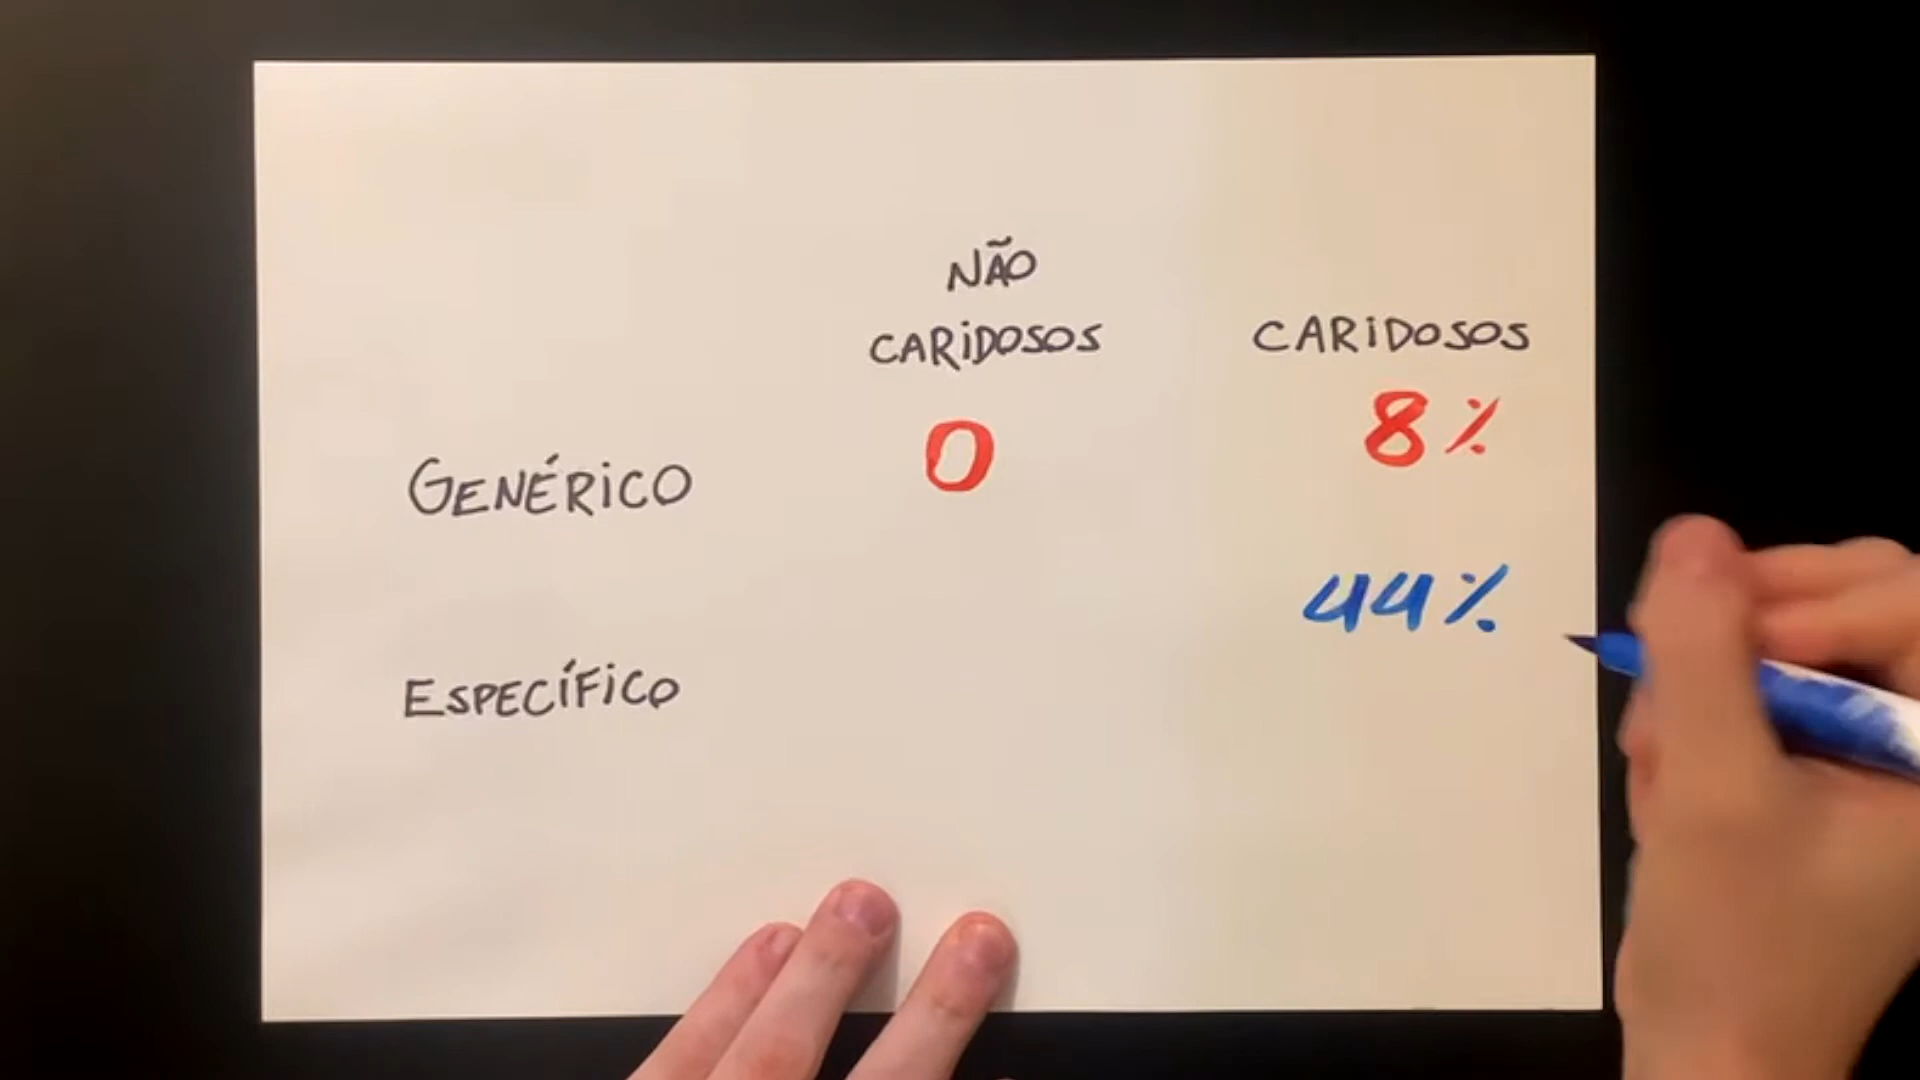 NÃO
CARIDOSOS
CARIDOSOS
GENÉRICO
0
8%
44%
ESPECÍFICO